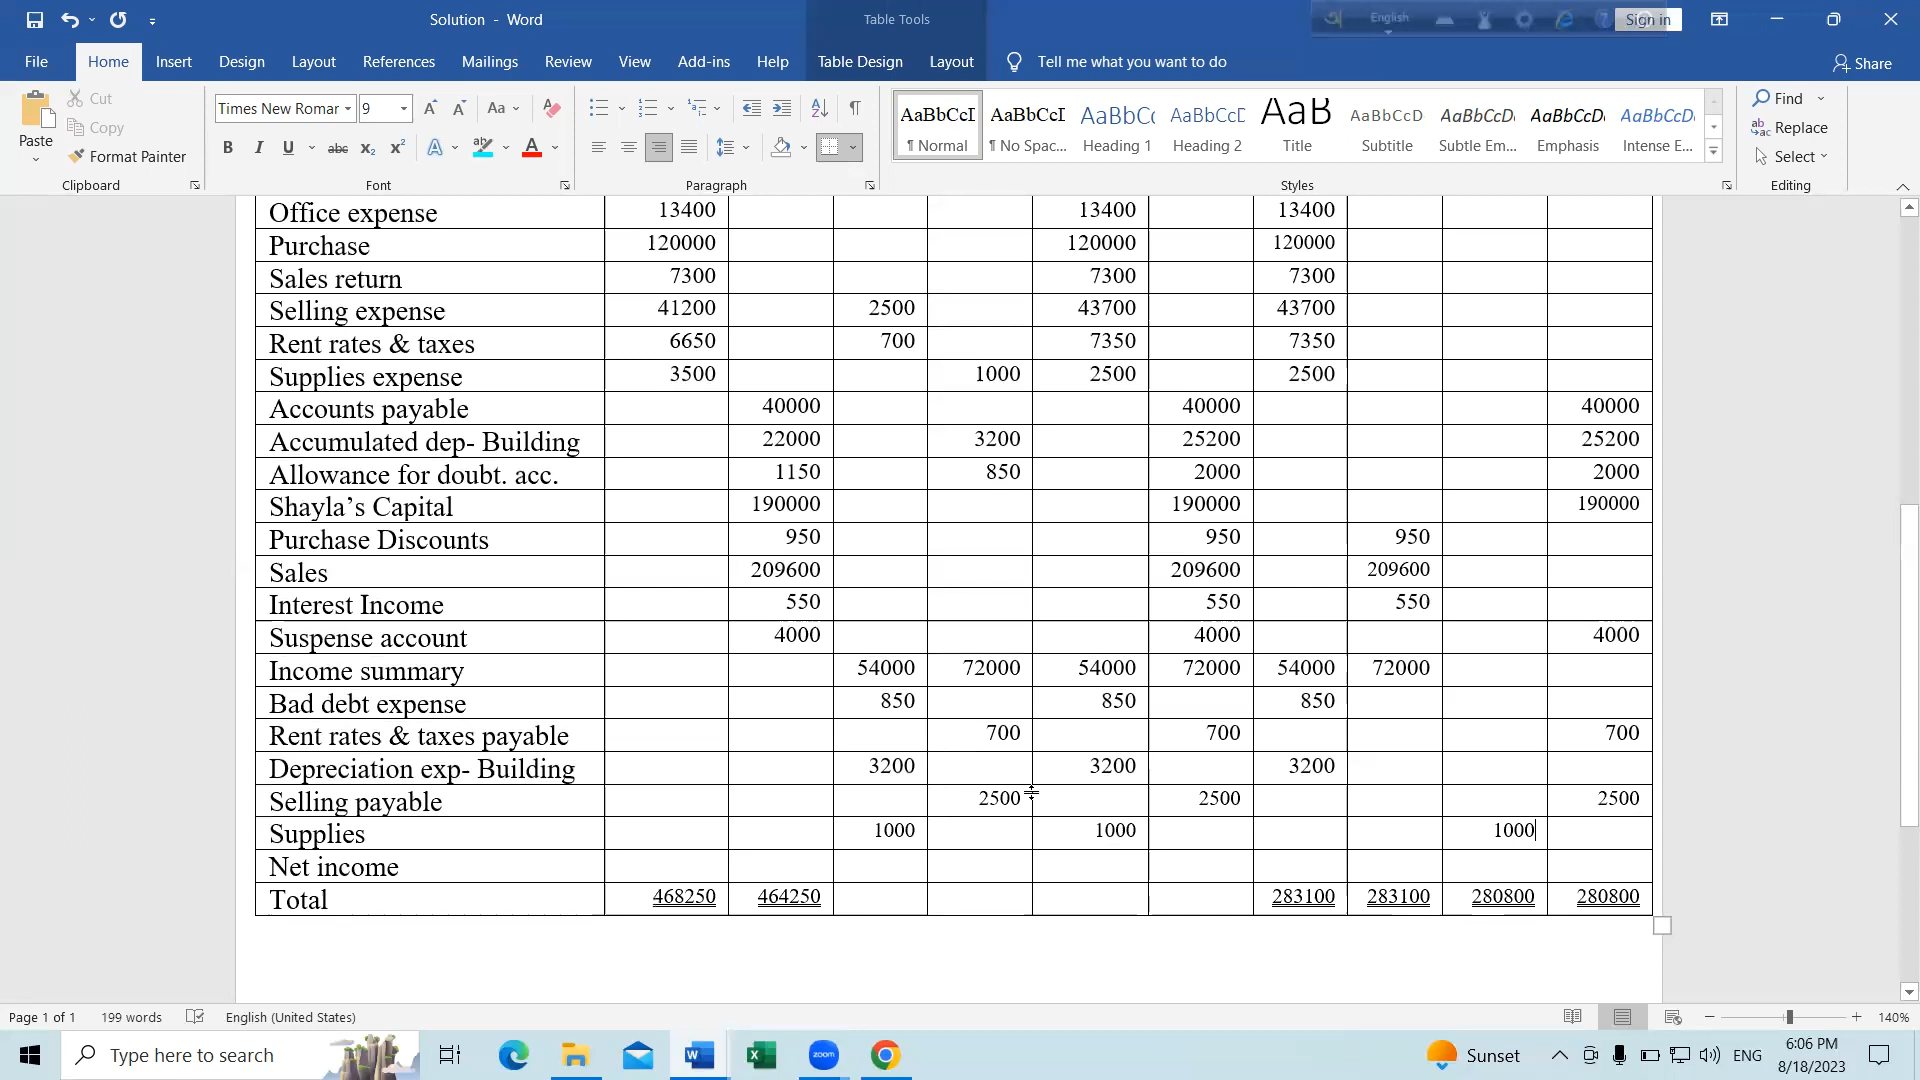 Solution - Word
Table Tools
English
Sign in
File Home Insert Design Layout References Mailings Review View Add-ins Help Table Design Layout Tell me what you want to do Share
Cut
Copy
Paste
Format Painter
Clipboard
Times New Romar 9
Font
Paragraph
AaBbCcI AaBbCcI AaBbCc AaBbCcD AaB AaBbCcD AaBbCcD AaBbCcD AaBbCcD
¶ Normal ¶ No Spac... Heading 1 Heading 2 Title Subtitle Subtle Em... Emphasis Intense E...
Styles
Find
Replace
Select
Editing
Office expense 13400 13400 13400
Purchase 120000 120000 120000
Sales return 7300 7300 7300
Selling expense 41200 2500 43700 43700
Rent rates & taxes 6650 700 7350 7350
Supplies expense 3500 1000 2500 2500
Accounts payable 40000 40000 40000
Accumulated dep- Building 22000 3200 25200 25200
Allowance for doubt. acc. 1150 850 2000 2000
Shayla’s Capital 190000 190000 190000
Purchase Discounts 950 950 950
Sales 209600 209600 209600
Interest Income 550 550 550
Suspense account 4000 4000 4000
Income summary 54000 72000 54000 72000 54000 72000
Bad debt expense 850 850 850
Rent rates & taxes payable 700 700 700
Depreciation exp- Building 3200 3200 3200
Selling payable 2500 2500 2500
Supplies 1000 1000 1000
Net income
Total 468250 464250 283100 283100 280800 280800
Page 1 of 1 199 words English (United States) 140%
Type here to search
zoom
Sunset
ENG
6:06 PM
8/18/2023